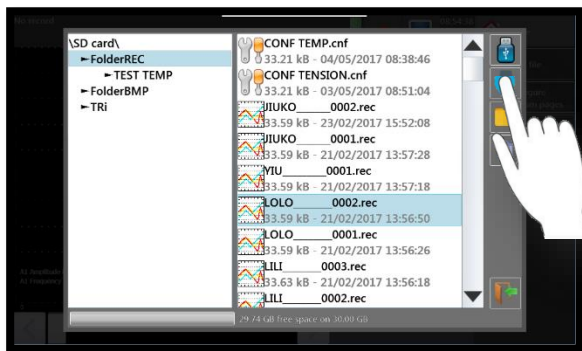 No record
08:54:38
\SD card\
►FolderREC
►TEST TEMP
►FolderBMP
►TRi
CONF TEMP.cnf
33.21 kB - 04/05/2017 08:38:46
CONF TENSION.cnf
33.21 kB - 03/05/2017 08:51:04
JIUKO______0002.rec
33.59 kB - 23/02/2017 15:52:08
JIUKO______0001.rec
33.59 kB - 21/02/2017 13:57:28
YIU______0001.rec
33.59 kB - 21/02/2017 13:57:18
LOLO______0002.rec
33.59 kB - 21/02/2017 13:56:50
LOLO______0001.rec
33.59 kB - 21/02/2017 13:56:26
LILI______0003.rec
33.63 kB - 21/02/2017 13:56:18
LILI______0002.rec
29.74 GB free space on 30.00 GB